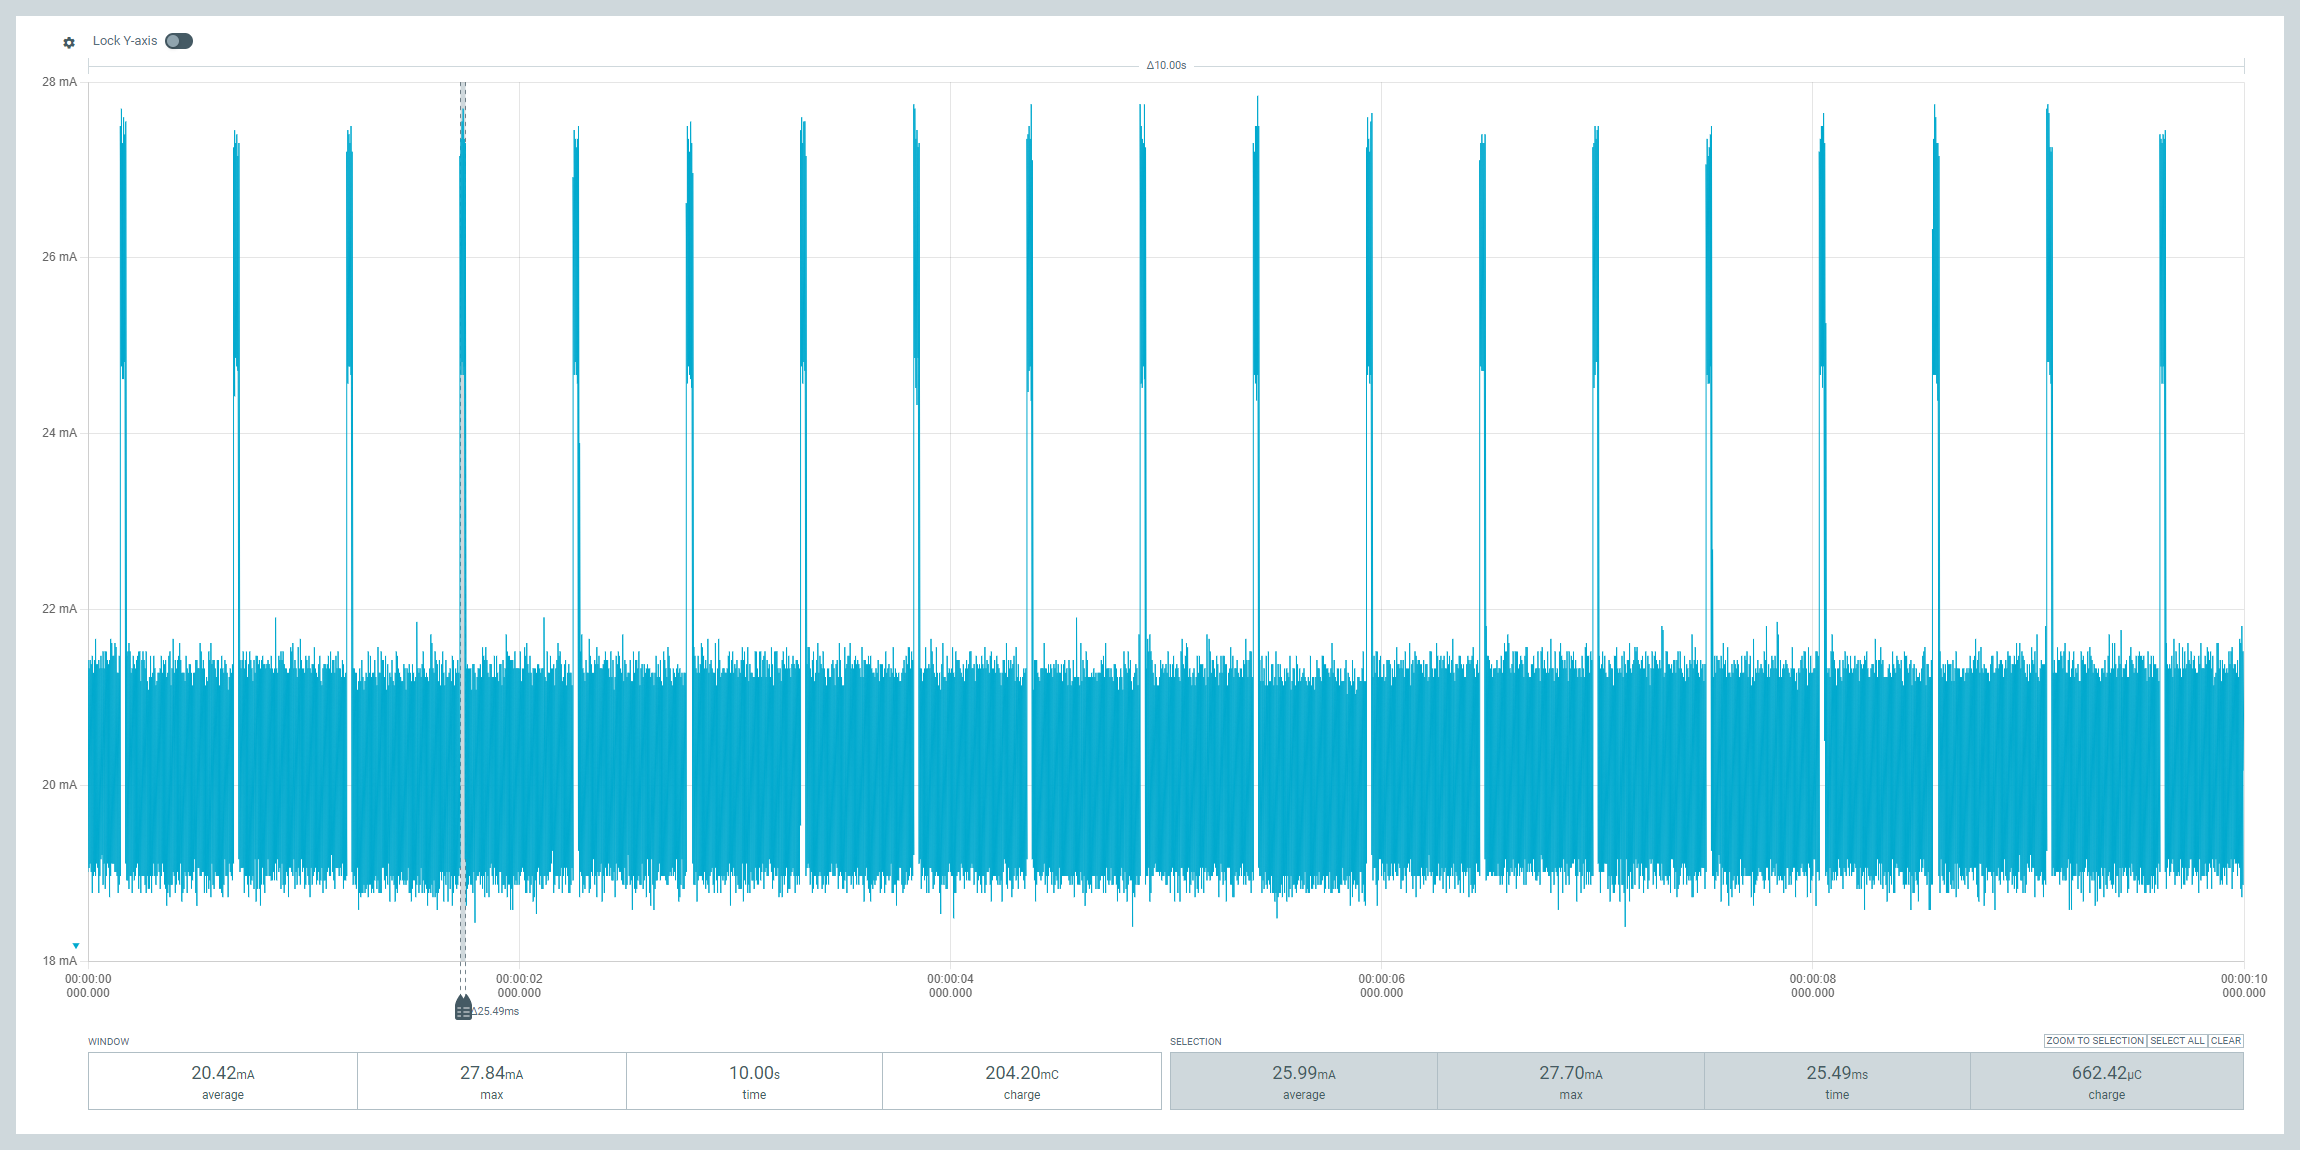 Lock Y-axis
Δ10.00s
28 mA
26 mA
24 mA
22 mA
20 mA
18 mA
00:00:00 00:00:02 00:00:04 00:00:06 00:00:08 00:00:10
000.000 000.000 000.000 000.000 000.000 000.000
Δ25.49ms
WINDOW SELECTION ZOOM TO SELECTION SELECT ALL CLEAR
20.42mA 27.84mA 10.00s 204.20mC 25.99mA 27.70mA 25.49ms 662.42μC
average max time charge average max time charge